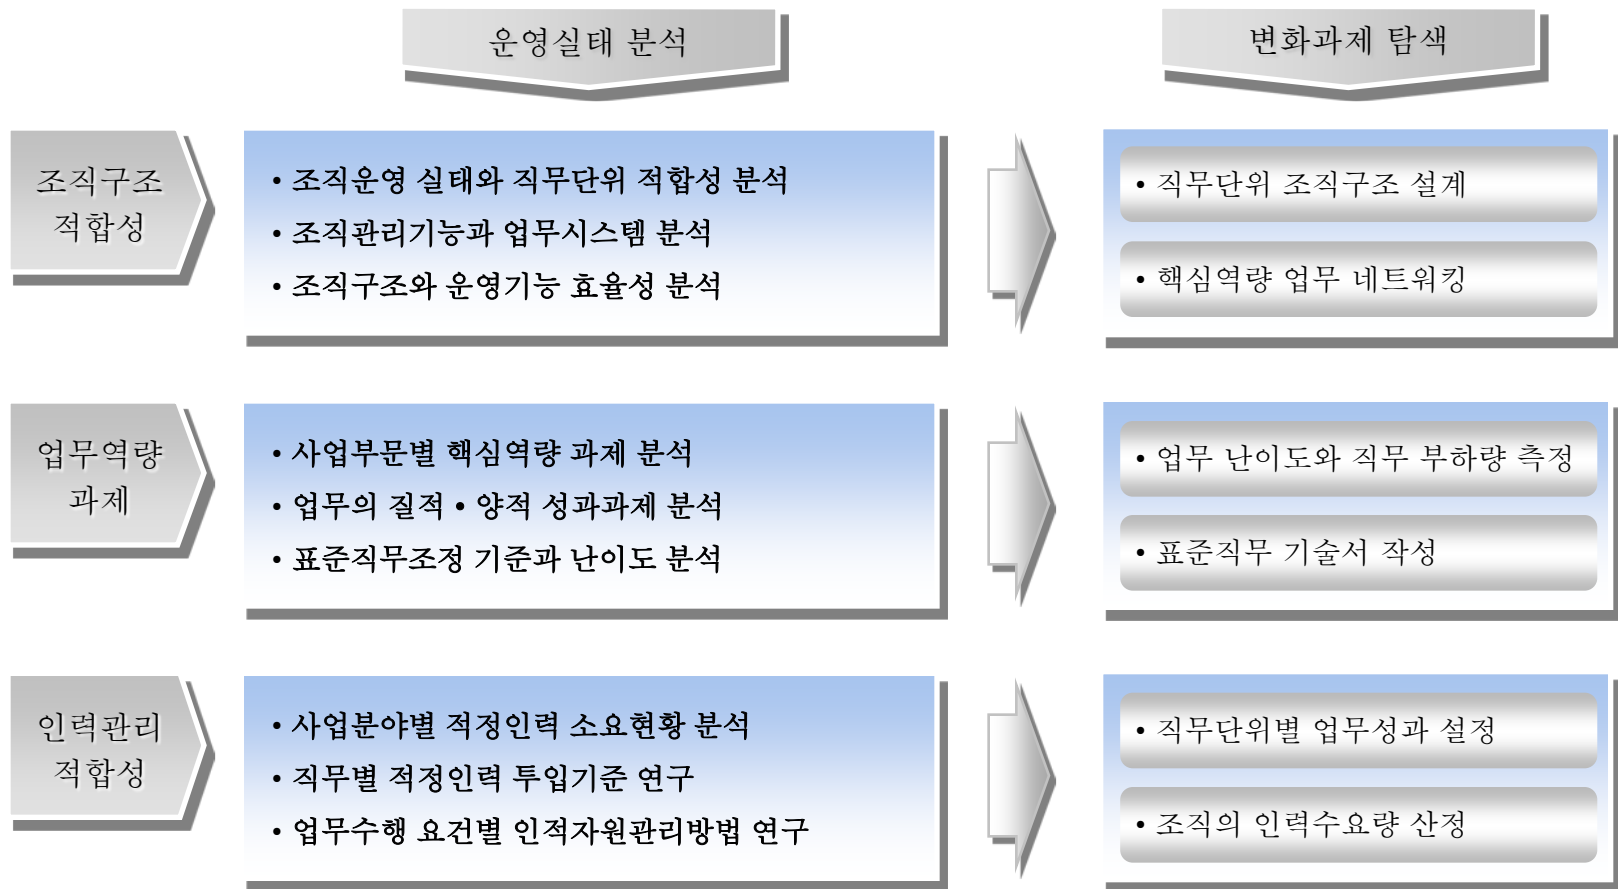 운영실태 분석
변화과제 탐색
조직구조
적합성
• 조직운영 실태와 직무단위 적합성 분석
• 조직관리기능과 업무시스템 분석
• 조직구조와 운영기능 효율성 분석
• 직무단위 조직구조 설계
• 핵심역량 업무 네트워킹
업무역량
과제
• 사업부문별 핵심역량 과제 분석
• 업무의 질적 • 양적 성과과제 분석
• 표준직무조정 기준과 난이도 분석
• 업무 난이도와 직무 부하량 측정
• 표준직무 기술서 작성
인력관리
적합성
• 사업분야별 적정인력 소요현황 분석
• 직무별 적정인력 투입기준 연구
• 업무수행 요건별 인적자원관리방법 연구
• 직무단위별 업무성과 설정
• 조직의 인력수요량 산정